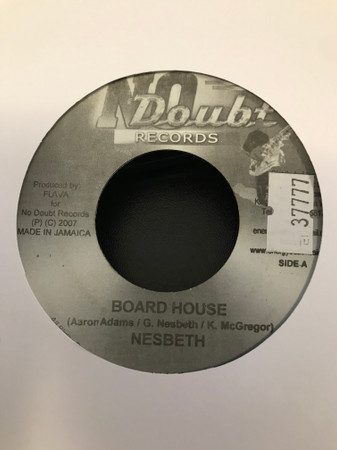 No Doubt
RECORDS
Produced by:
FLAVA
for
No Doubt Records
(P) (C) 2007
MADE IN JAMAICA
37777
SIDE A
BOARD HOUSE
(Aaron Adams / G. Nesbeth / K. McGregor)
NESBETH